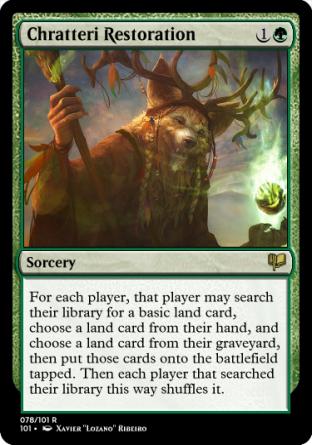 Chratteri Restoration 1
Sorcery
For each player, that player may search
their library for a basic land card,
choose a land card from their hand, and
choose a land card from their graveyard,
then put those cards onto the battlefield
tapped. Then each player that searched
their library this way shuffles it.
078/101 R
101 • Xavier "Lozano" Ribeiro